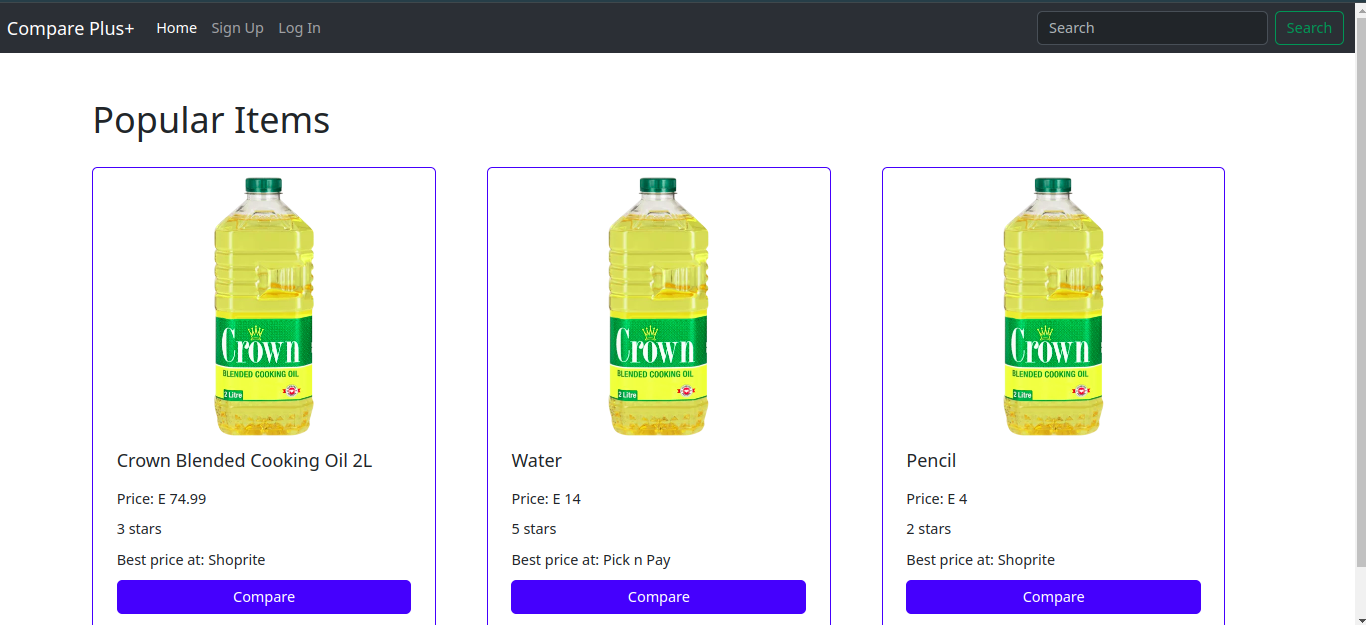 Compare Plus+ Home Sign Up Log In Search Search
Popular Items
Crown
BLENDED COOKING OIL
2 Litre
Crown
BLENDED COOKING OIL
2 Litre
Crown
BLENDED COOKING OIL
2 Litre
Crown Blended Cooking Oil 2L
Price: E 74.99
3 stars
Best price at: Shoprite
Compare
Water
Price: E 14
5 stars
Best price at: Pick n Pay
Compare
Pencil
Price: E 4
2 stars
Best price at: Shoprite
Compare